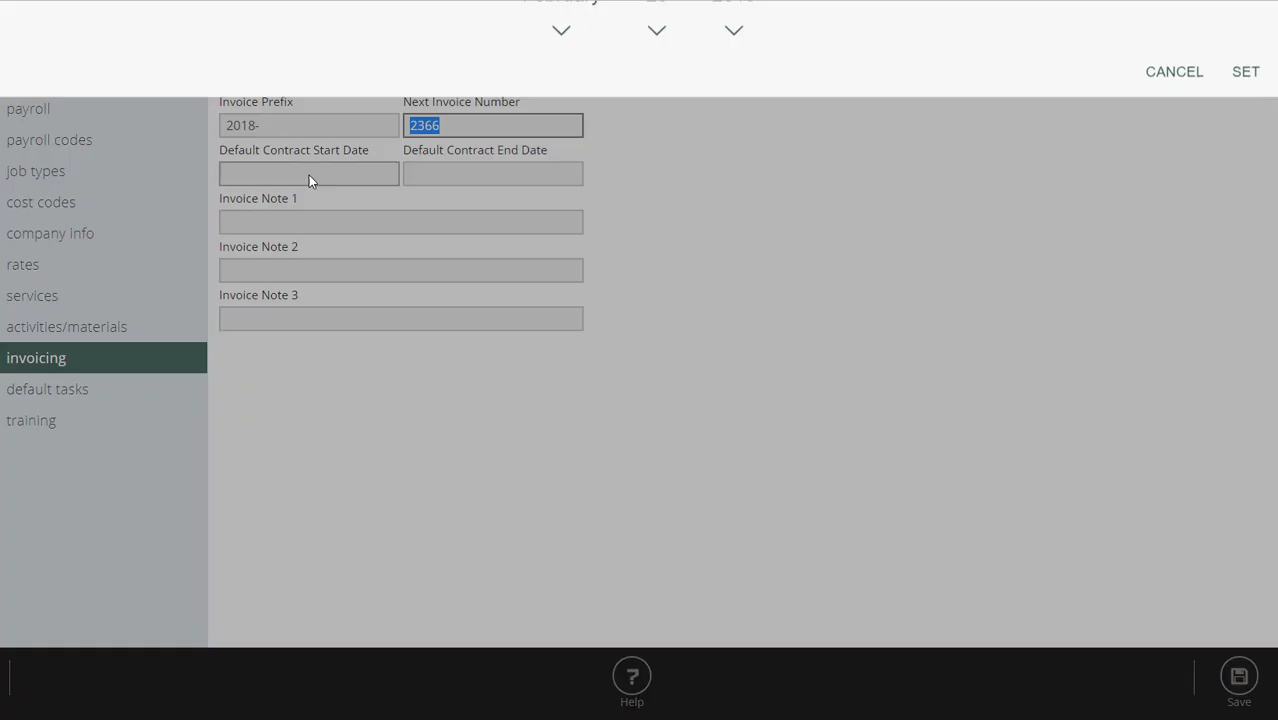 CANCEL SET
payroll
payroll codes
job types
cost codes
company info
rates
services
activities/materials
invoicing
default tasks
training
Invoice Prefix Next Invoice Number
2018- 2366
Default Contract Start Date Default Contract End Date
Invoice Note 1
Invoice Note 2
Invoice Note 3
? Help
Save